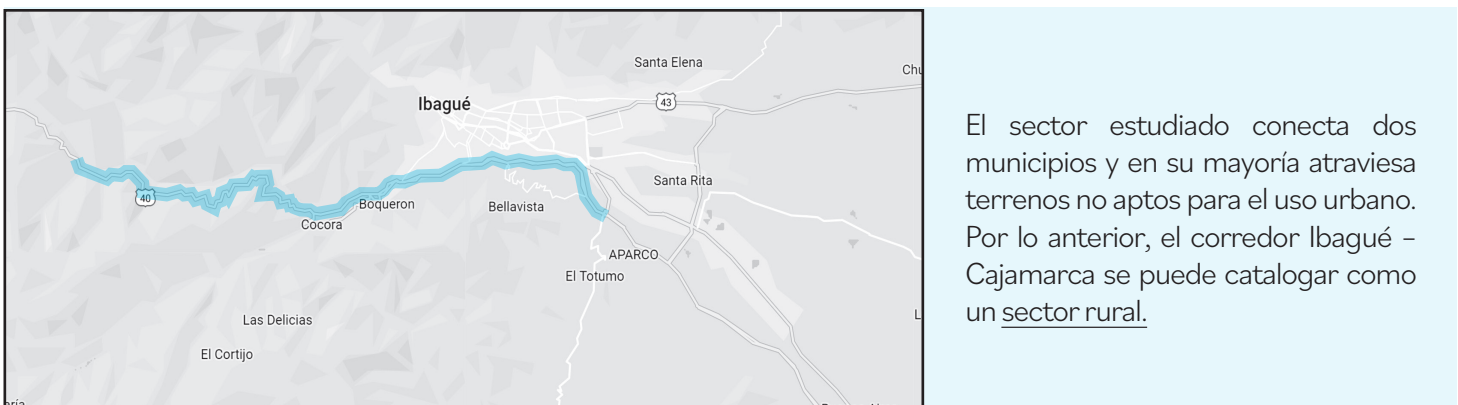 Santa Elena
Ibagué
43
Santa Rita
40
Boqueron
Bellavista
Cocora
APARCO
El Totumo
Las Delicias
El Cortijo
El sector estudiado conecta dos
municipios y en su mayoría atraviesa
terrenos no aptos para el uso urbano.
Por lo anterior, el corredor Ibagué –
Cajamarca se puede catalogar como
un sector rural.